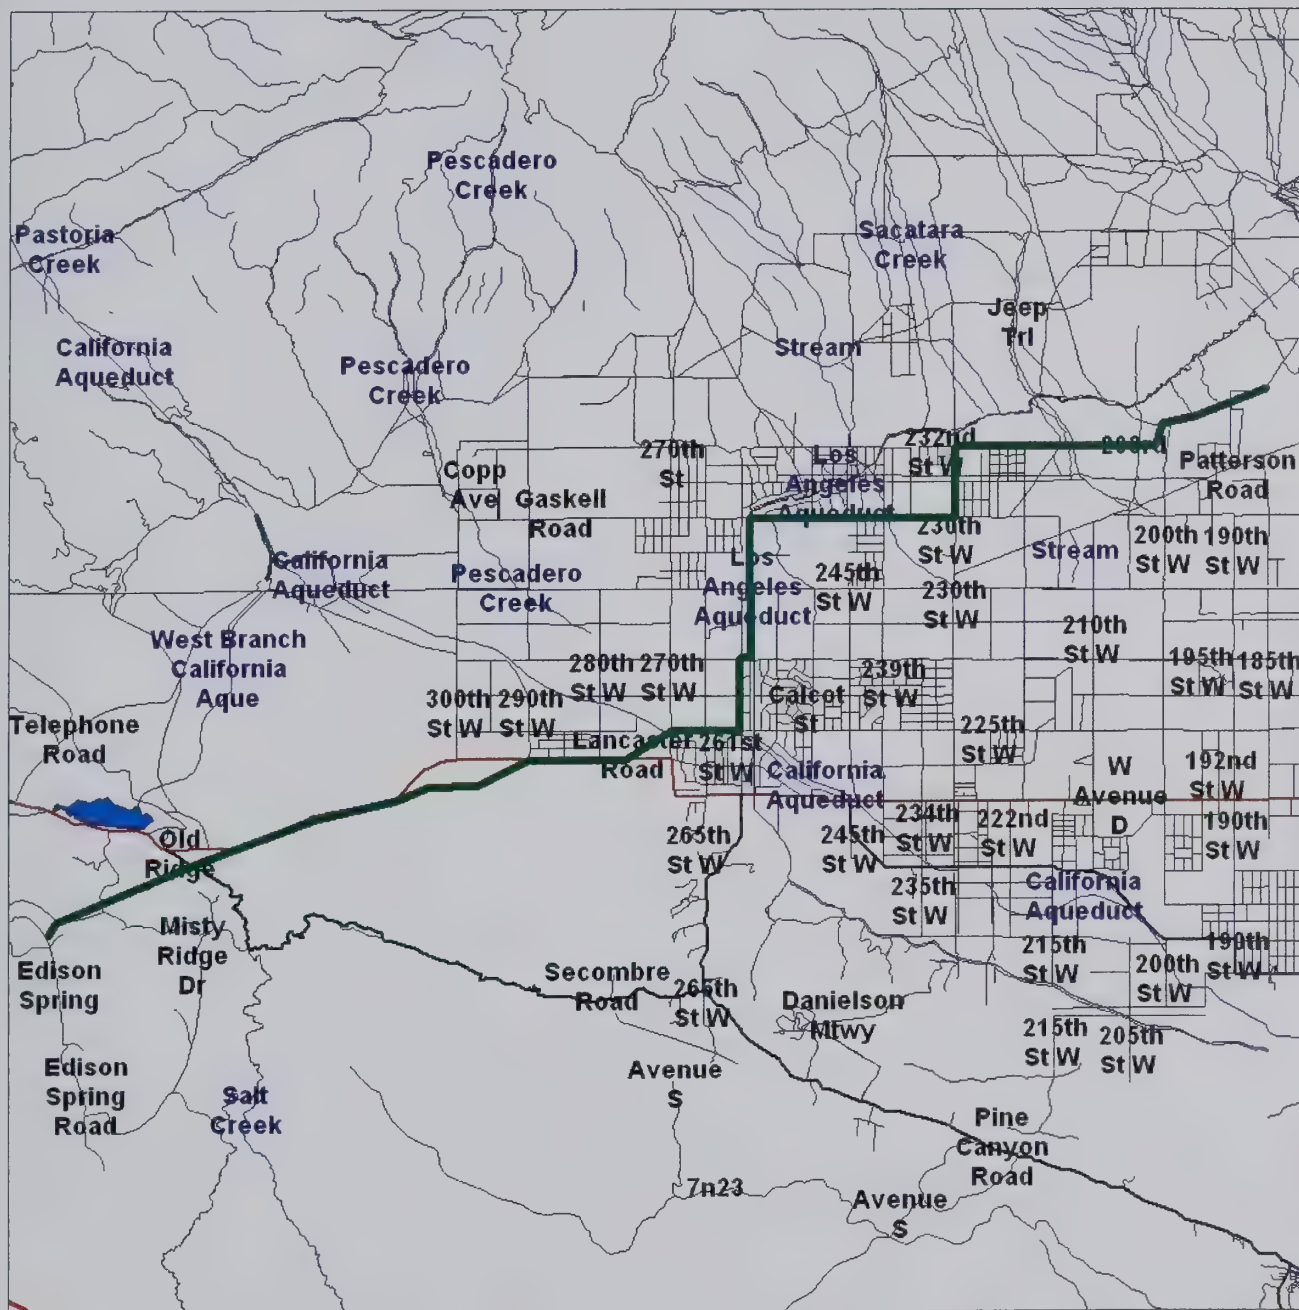 Pescadero
Creek
Pastoria
Creek
Sacatara
Creek
Jeep
Trl
California
Aqueduct
Stream
Pescadero
Creek
232nd
St W
270th
St
Los
Angeles
Aqueduct
Patterson
Road
Copp
Ave
Gaskell
Road
230th
St W
Stream
200th
St W
190th
St W
California
Aqueduct
Pescadero
Creek
Los
Angeles
Aqueduct
245th
St W
230th
St W
West Branch
California
Aque
210th
St W
280th
St W
270th
St W
239th
St W
195th
St W
185th
St W
300th
St W
290th
St W
Calcot
St
Telephone
Road
Lancaster
Road
261st
St W
225th
St W
California
Aqueduct
W
Avenue
D
192nd
St W
Old
Ridge
265th
St W
245th
St W
234th
St W
222nd
St W
190th
St W
235th
St W
California
Aqueduct
Misty
Ridge
Dr
215th
St W
200th
St W
190th
St W
Edison
Spring
Secombre
Road
265th
St W
Danielson
Mtwy
215th
St W
205th
St W
Edison
Spring
Road
Avenue
S
Salt
Creek
Pine
Canyon
Road
7n23
Avenue
S